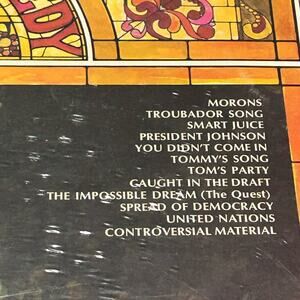 EDY
MORONS
TROUBADOR SONG
SMART JUICE
PRESIDENT JOHNSON
YOU DIDN'T COME IN
TOMMY'S SONG
TOM'S PARTY
CAUGHT IN THE DRAFT
THE IMPOSSIBLE DREAM (The Quest)
SPREAD OF DEMOCRACY
UNITED NATIONS
CONTROVERSIAL MATERIAL